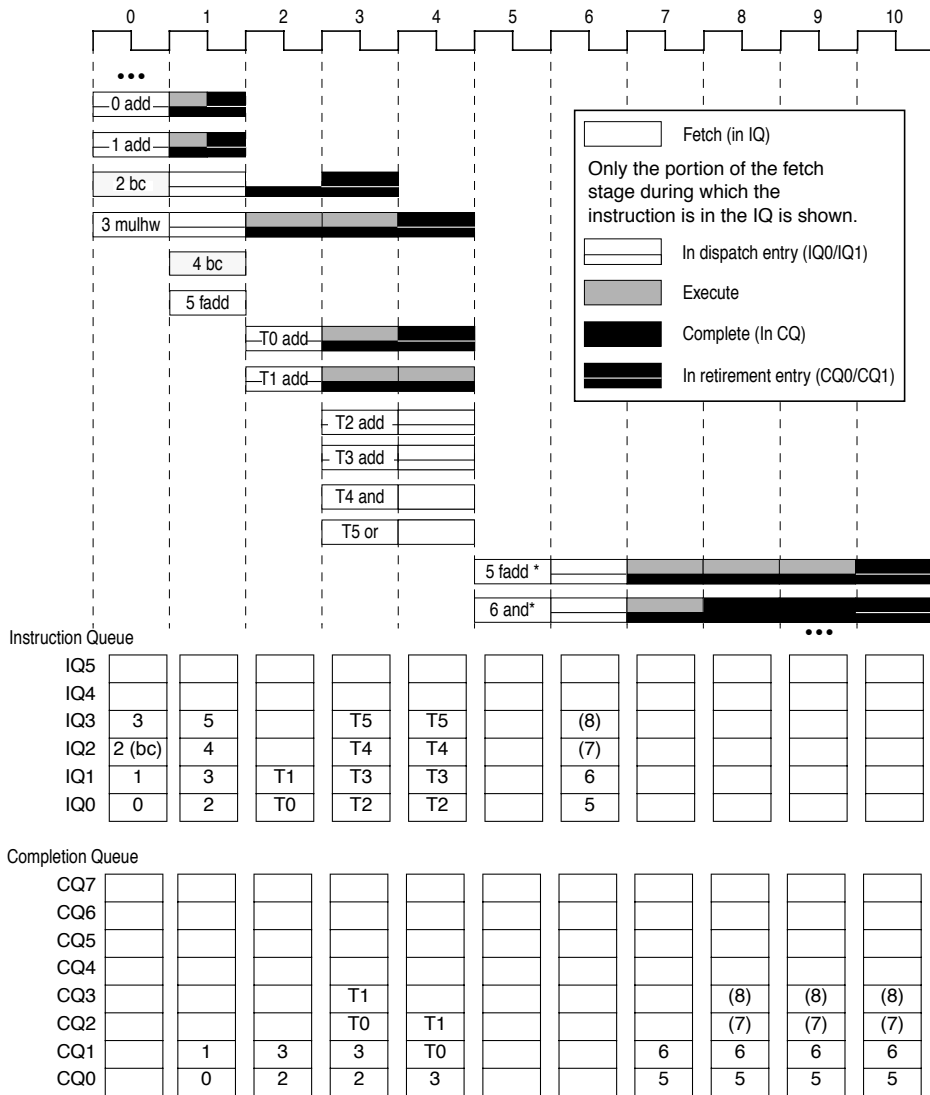 0 1 2 3 4 5 6 7 8 9 10
•••
0 add
1 add
2 bc
3 mulhw
4 bc
5 fadd
T0 add
T1 add
T2 add
T3 add
T4 and
T5 or
5 fadd *
6 and*
•••
Fetch (in IQ)
Only the portion of the fetch
stage during which the
instruction is in the IQ is shown.
In dispatch entry (IQ0/IQ1)
Execute
Complete (In CQ)
In retirement entry (CQ0/CQ1)
Instruction Queue
IQ5
IQ4
IQ3 3 5 T5 T5 (8)
IQ2 2 (bc) 4 T4 T4 (7)
IQ1 1 3 T1 T3 T3 6
IQ0 0 2 T0 T2 T2 5
Completion Queue
CQ7
CQ6
CQ5
CQ4
CQ3 T1 (8) (8) (8)
CQ2 T0 T1 (7) (7) (7)
CQ1 1 3 3 T0 6 6 6 6
CQ0 0 2 2 3 5 5 5 5